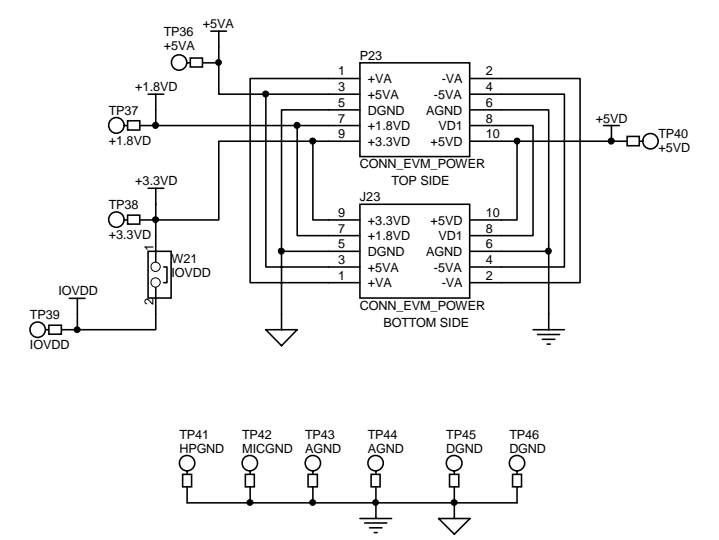 +5VA
TP36
+5VA
+1.8VD
TP37
+1.8VD
+3.3VD
TP38
+3.3VD
1
W21
IOVDD
2
IOVDD
TP39
IOVDD
P23
1 +VA -VA 2
3 +5VA -5VA 4
5 DGND AGND 6
7 +1.8VD VD1 8
9 +3.3VD +5VD 10
CONN_EVM_POWER
TOP SIDE
+5VD
TP40
+5VD
J23
9 +3.3VD +5VD 10
7 +1.8VD VD1 8
5 DGND AGND 6
3 +5VA -5VA 4
1 +VA -VA 2
CONN_EVM_POWER
BOTTOM SIDE
TP41 TP42 TP43 TP44 TP45 TP46
HPGND MICGND AGND AGND DGND DGND